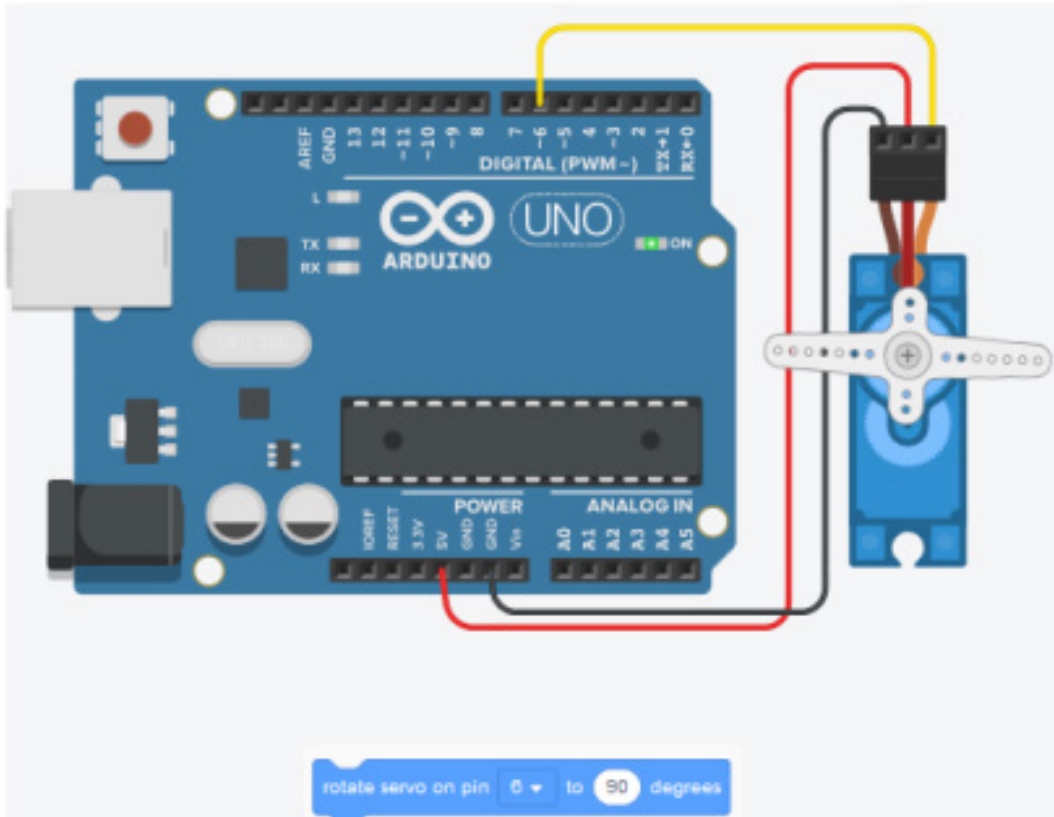 AREF
GND
13
12
~11
~10
~9
8
7
~6
~5
4
~3
2
TX→1
RX←0
DIGITAL (PWM~)
L
TX
RX
ARDUINO
UNO
ON
POWER
ANALOG IN
IOREF
RESET
3.3V
5V
GND
GND
Vin
A0
A1
A2
A3
A4
A5
rotate servo on pin 6 to 90 degrees